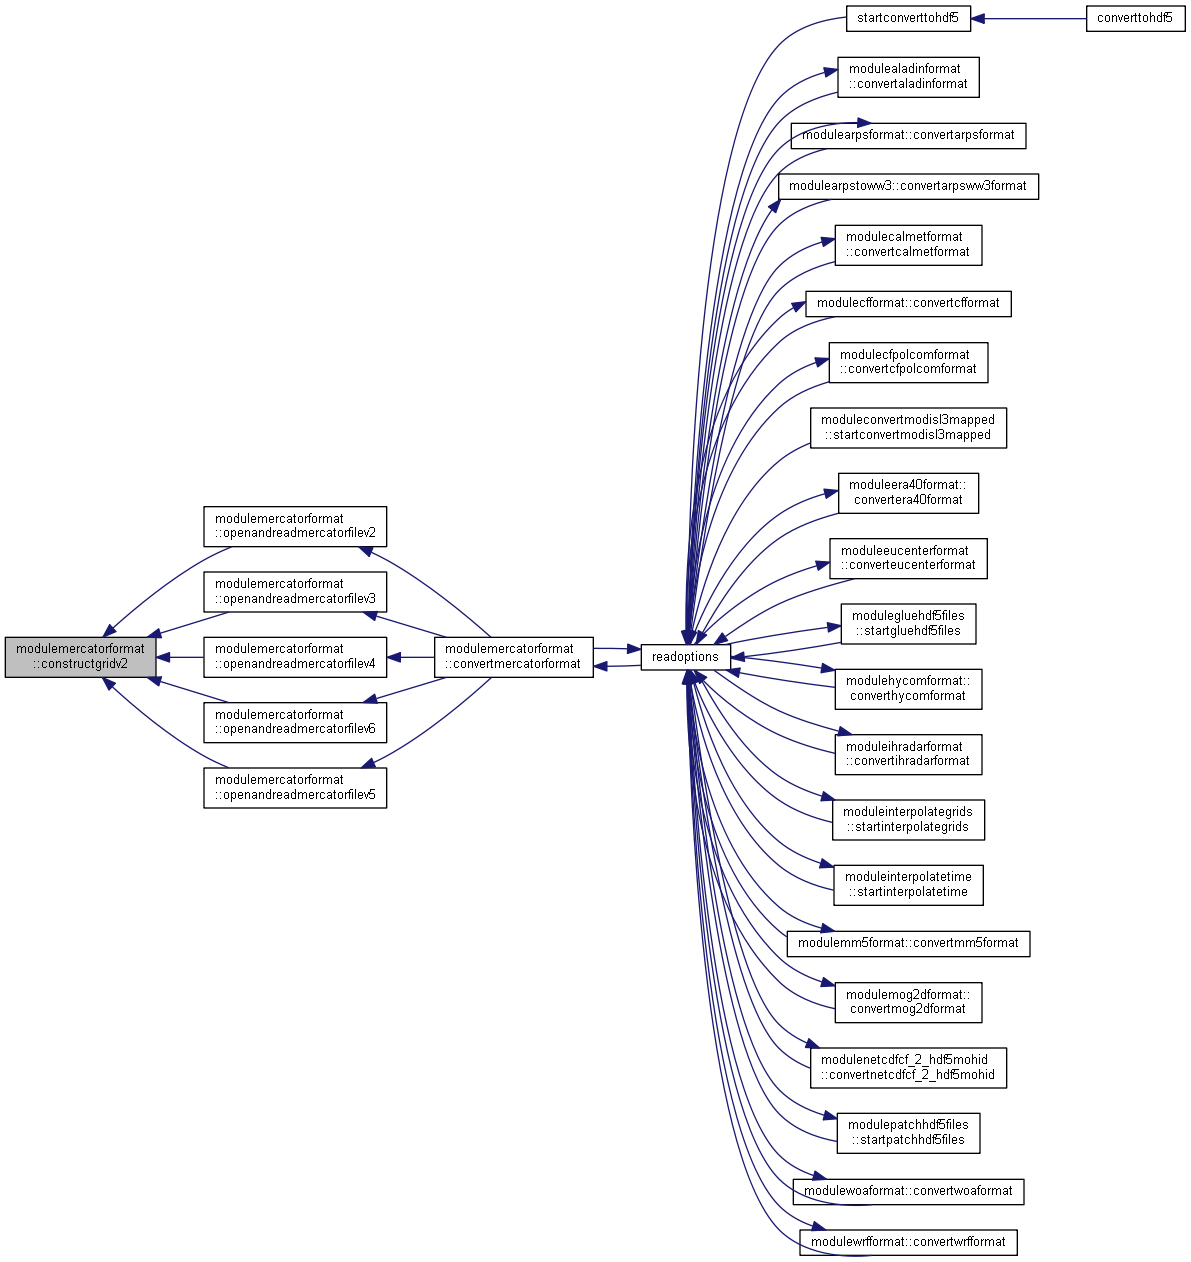 startconverttohdf5
converttohdf5
modulealadinformat
::convertaladinformat
modulearpsformat::convertarpsformat
modulearpstoww3::convertarpsww3format
modulecalmetformat
::convertcalmetformat
modulecfformat::convertcfformat
modulecfpolcomformat
::convertcfpolcomformat
moduleconvertmodisl3mapped
::startconvertmodisl3mapped
moduleera40format::
convertera40format
moduleeucenterformat
::converteucenterformat
modulegluehdf5files
::startgluehdf5files
modulehycomformat::
converthycomformat
moduleihradarformat
::convertihradarformat
moduleinterpolategrids
::startinterpolategrids
moduleinterpolatetime
::startinterpolatetime
modulemm5format::convertmm5format
modulemog2dformat::
convertmog2dformat
modulenetcdfcf_2_hdf5mohid
::convertnetcdfcf_2_hdf5mohid
modulepatchhdf5files
::startpatchhdf5files
modulewoaformat::convertwoaformat
modulewrfformat::convertwrfformat
readoptions
modulemercatorformat
::convertmercatorformat
modulemercatorformat
::openandreadmercatorfilev2
modulemercatorformat
::openandreadmercatorfilev3
modulemercatorformat
::openandreadmercatorfilev4
modulemercatorformat
::openandreadmercatorfilev6
modulemercatorformat
::openandreadmercatorfilev5
modulemercatorformat
::constructgridv2